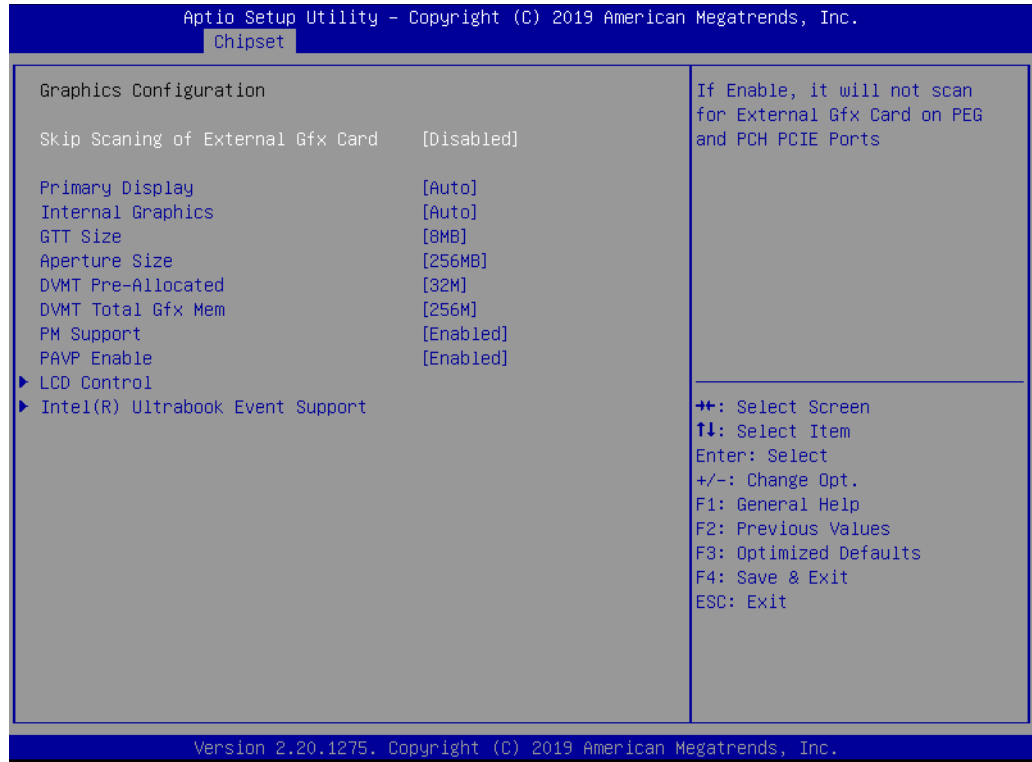 Aptio Setup Utility – Copyright (C) 2019 American Megatrends, Inc.
Chipset
Graphics Configuration
Skip Scaning of External Gfx Card [Disabled]
Primary Display [Auto]
Internal Graphics [Auto]
GTT Size [8MB]
Aperture Size [256MB]
DVMT Pre-Allocated [32M]
DVMT Total Gfx Mem [256M]
PM Support [Enabled]
PAVP Enable [Enabled]
LCD Control
Intel(R) Ultrabook Event Support
If Enable, it will not scan
for External Gfx Card on PEG
and PCH PCIE Ports
→←: Select Screen
↑↓: Select Item
Enter: Select
+/-: Change Opt.
F1: General Help
F2: Previous Values
F3: Optimized Defaults
F4: Save & Exit
ESC: Exit
Version 2.20.1275. Copyright (C) 2019 American Megatrends, Inc.